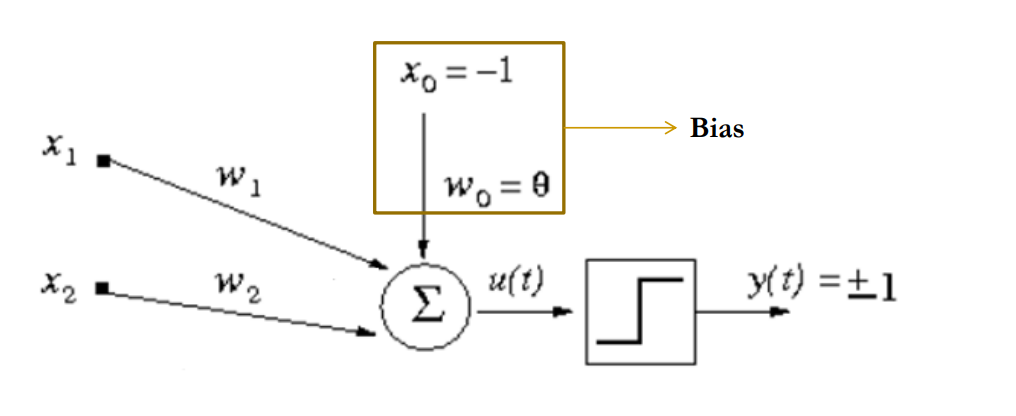 x₀ = −1
Bias
x₁
w₁
w₀ = θ
x₂
w₂
Σ
u(t)
y(t) = ±1